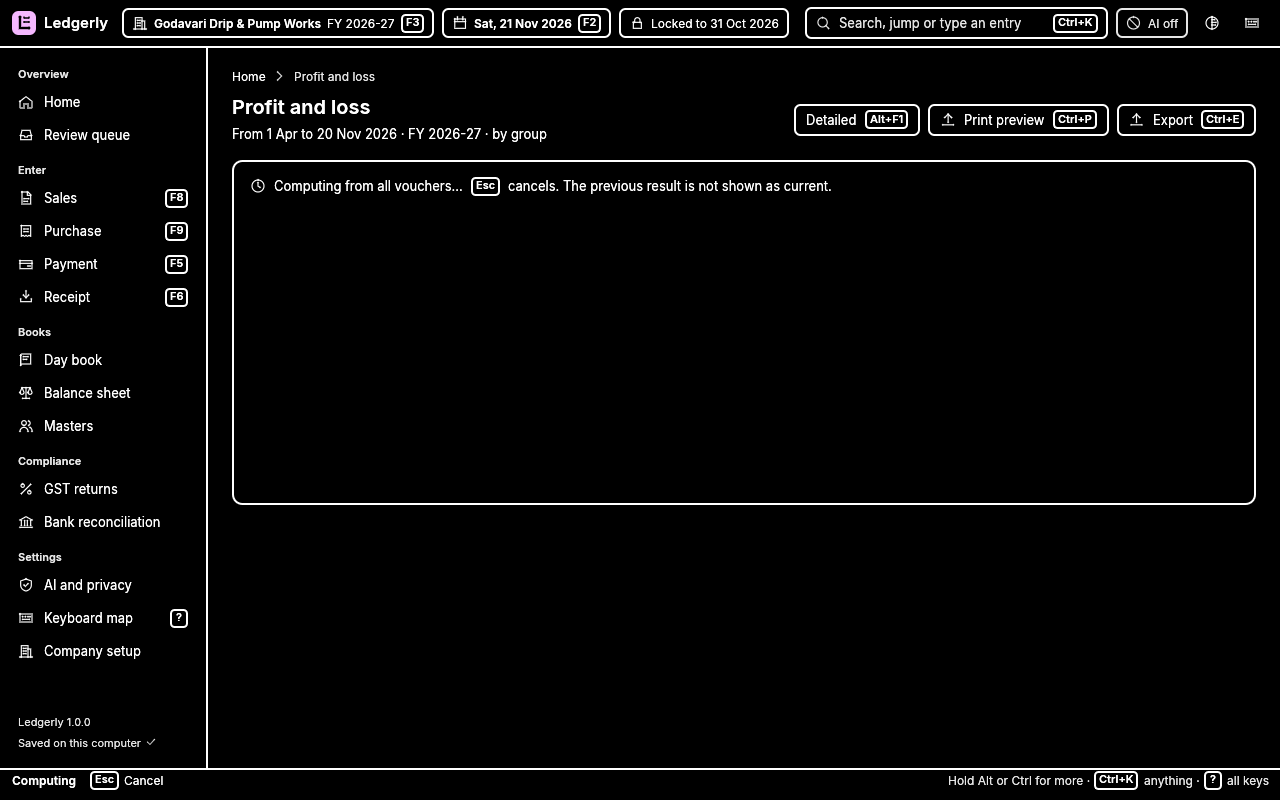 Ledgerly
Godavari Drip & Pump Works FY 2026-27 F3
Sat, 21 Nov 2026 F2
Locked to 31 Oct 2026
Search, jump or type an entry Ctrl+K
AI off
Overview
Home
Review queue
Enter
Sales F8
Purchase F9
Payment F5
Receipt F6
Books
Day book
Balance sheet
Masters
Compliance
GST returns
Bank reconciliation
Settings
AI and privacy
Keyboard map ?
Company setup
Ledgerly 1.0.0
Saved on this computer
Home Profit and loss
Profit and loss
From 1 Apr to 20 Nov 2026 · FY 2026-27 · by group
Detailed Alt+F1
Print preview Ctrl+P
Export Ctrl+E
Computing from all vouchers... Esc cancels. The previous result is not shown as current.
Computing Esc Cancel
Hold Alt or Ctrl for more · Ctrl+K anything · ? all keys